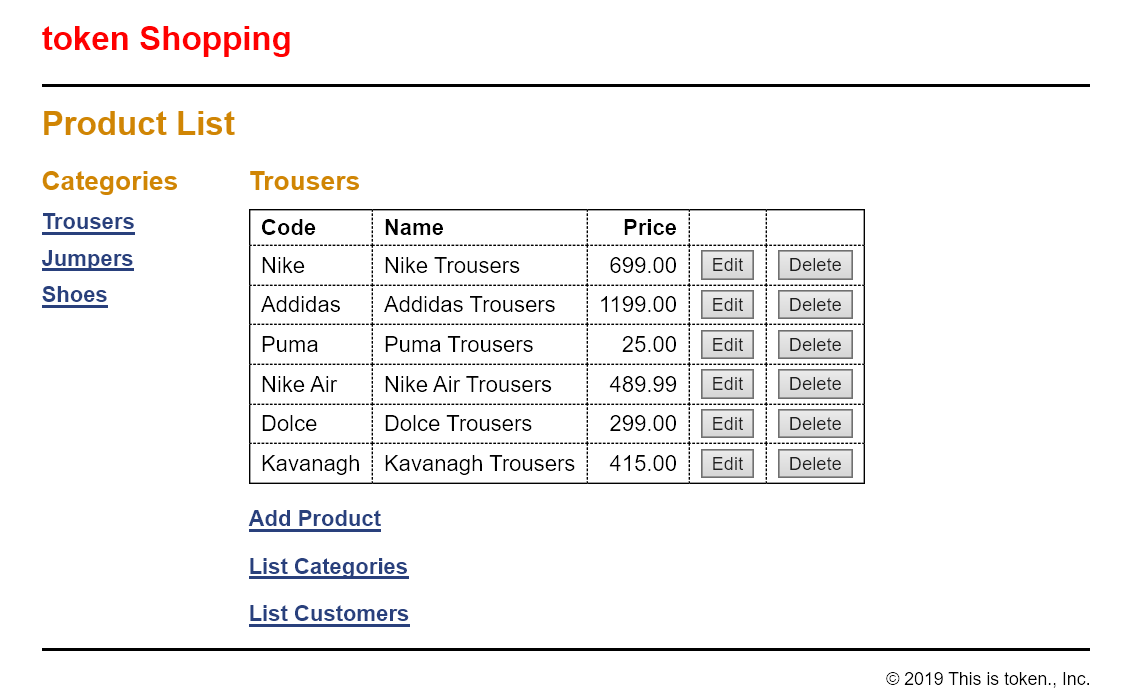 token Shopping
Product List
Categories
Trousers
Jumpers
Shoes
Trousers
Code Name Price
Nike Nike Trousers 699.00 Edit Delete
Addidas Addidas Trousers 1199.00 Edit Delete
Puma Puma Trousers 25.00 Edit Delete
Nike Air Nike Air Trousers 489.99 Edit Delete
Dolce Dolce Trousers 299.00 Edit Delete
Kavanagh Kavanagh Trousers 415.00 Edit Delete
Add Product
List Categories
List Customers
© 2019 This is token., Inc.